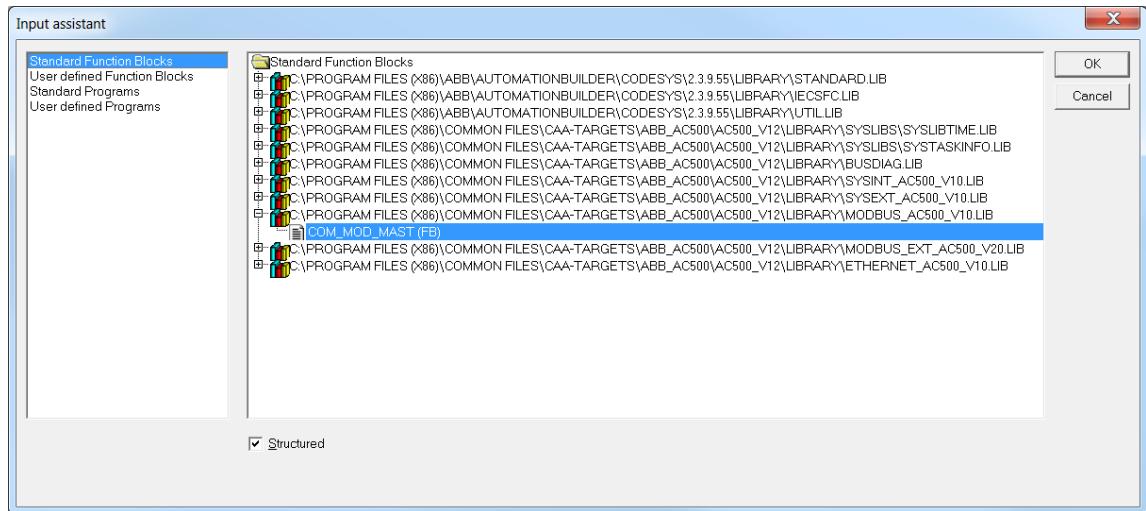 Input assistant
Standard Function Blocks
User defined Function Blocks
Standard Programs
User defined Programs
Standard Function Blocks
C:\PROGRAM FILES (X86)\ABB\AUTOMATIONBUILDER\CODESYS\2.3.9.55\LIBRARY\STANDARD.LIB
C:\PROGRAM FILES (X86)\ABB\AUTOMATIONBUILDER\CODESYS\2.3.9.55\LIBRARY\IECSFC.LIB
C:\PROGRAM FILES (X86)\ABB\AUTOMATIONBUILDER\CODESYS\2.3.9.55\LIBRARY\UTIL.LIB
C:\PROGRAM FILES (X86)\COMMON FILES\CAA-TARGETS\ABB_AC500\AC500_V12\LIBRARY\SYSLIBS\SYSLIBTIME.LIB
C:\PROGRAM FILES (X86)\COMMON FILES\CAA-TARGETS\ABB_AC500\AC500_V12\LIBRARY\SYSLIBS\SYSTASKINFO.LIB
C:\PROGRAM FILES (X86)\COMMON FILES\CAA-TARGETS\ABB_AC500\AC500_V12\LIBRARY\BUSDIAG.LIB
C:\PROGRAM FILES (X86)\COMMON FILES\CAA-TARGETS\ABB_AC500\AC500_V12\LIBRARY\SYSINT_AC500_V10.LIB
C:\PROGRAM FILES (X86)\COMMON FILES\CAA-TARGETS\ABB_AC500\AC500_V12\LIBRARY\SYSEXT_AC500_V10.LIB
C:\PROGRAM FILES (X86)\COMMON FILES\CAA-TARGETS\ABB_AC500\AC500_V12\LIBRARY\MODBUS_AC500_V10.LIB
COM_MOD_MAST (FB)
C:\PROGRAM FILES (X86)\COMMON FILES\CAA-TARGETS\ABB_AC500\AC500_V12\LIBRARY\MODBUS_EXT_AC500_V20.LIB
C:\PROGRAM FILES (X86)\COMMON FILES\CAA-TARGETS\ABB_AC500\AC500_V12\LIBRARY\ETHERNET_AC500_V10.LIB
OK
Cancel
Structured